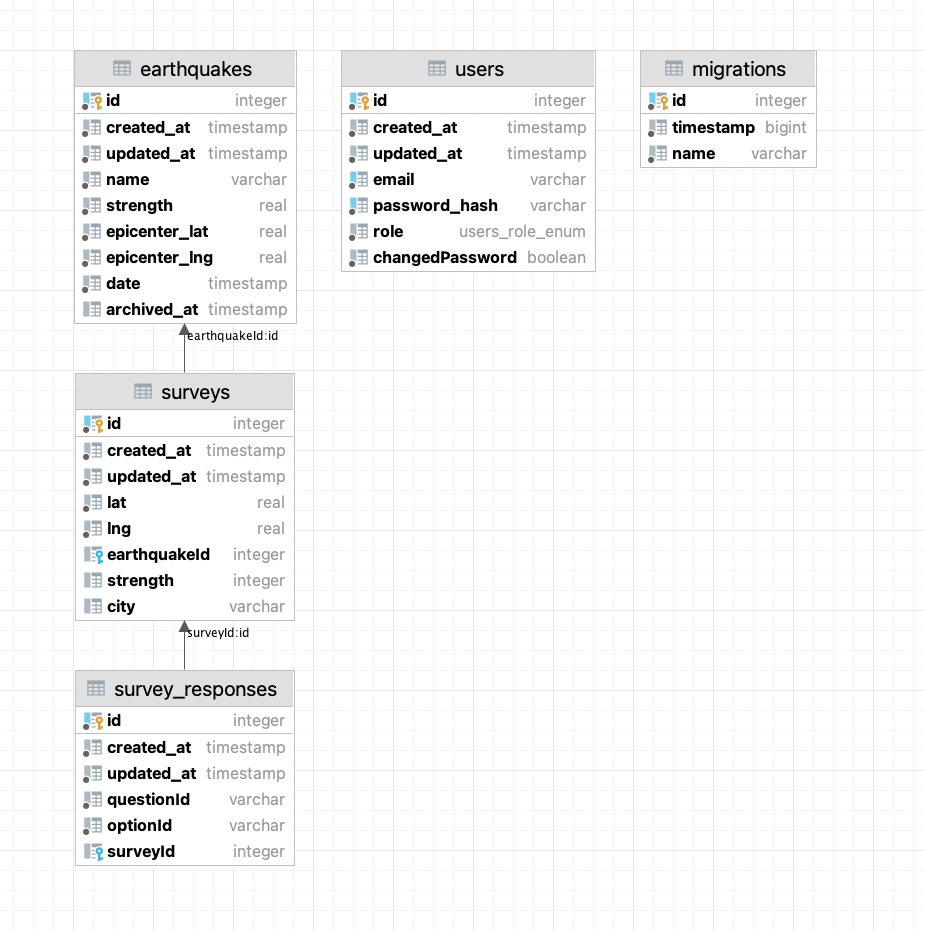 earthquakes
id integer
created_at timestamp
updated_at timestamp
name varchar
strength real
epicenter_lat real
epicenter_lng real
date timestamp
archived_at timestamp
earthquakeId:id
surveys
id integer
created_at timestamp
updated_at timestamp
lat real
lng real
earthquakeId integer
strength integer
city varchar
surveyId:id
survey_responses
id integer
created_at timestamp
updated_at timestamp
questionId varchar
optionId varchar
surveyId integer
users
id integer
created_at timestamp
updated_at timestamp
email varchar
password_hash varchar
role users_role_enum
changedPassword boolean
migrations
id integer
timestamp bigint
name varchar